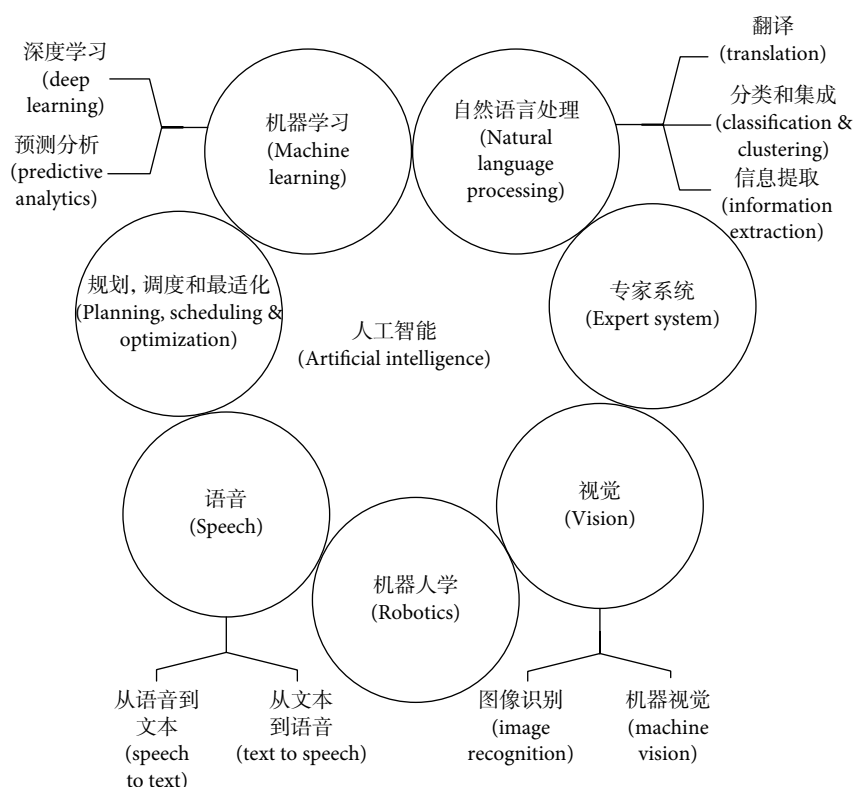 深度学习
(deep
learning)
预测分析
(predictive
analytics)
机器学习
(Machine
learning)
自然语言处理
(Natural
language
processing)
翻译
(translation)
分类和集成
(classification &
clustering)
信息提取
(information
extraction)
规划, 调度和最适化
(Planning, scheduling &
optimization)
人工智能
(Artificial intelligence)
专家系统
(Expert system)
语音
(Speech)
机器人学
(Robotics)
视觉
(Vision)
从语音到
文本
(speech
to text)
从文本
到语音
(text to speech)
图像识别
(image
recognition)
机器视觉
(machine
vision)